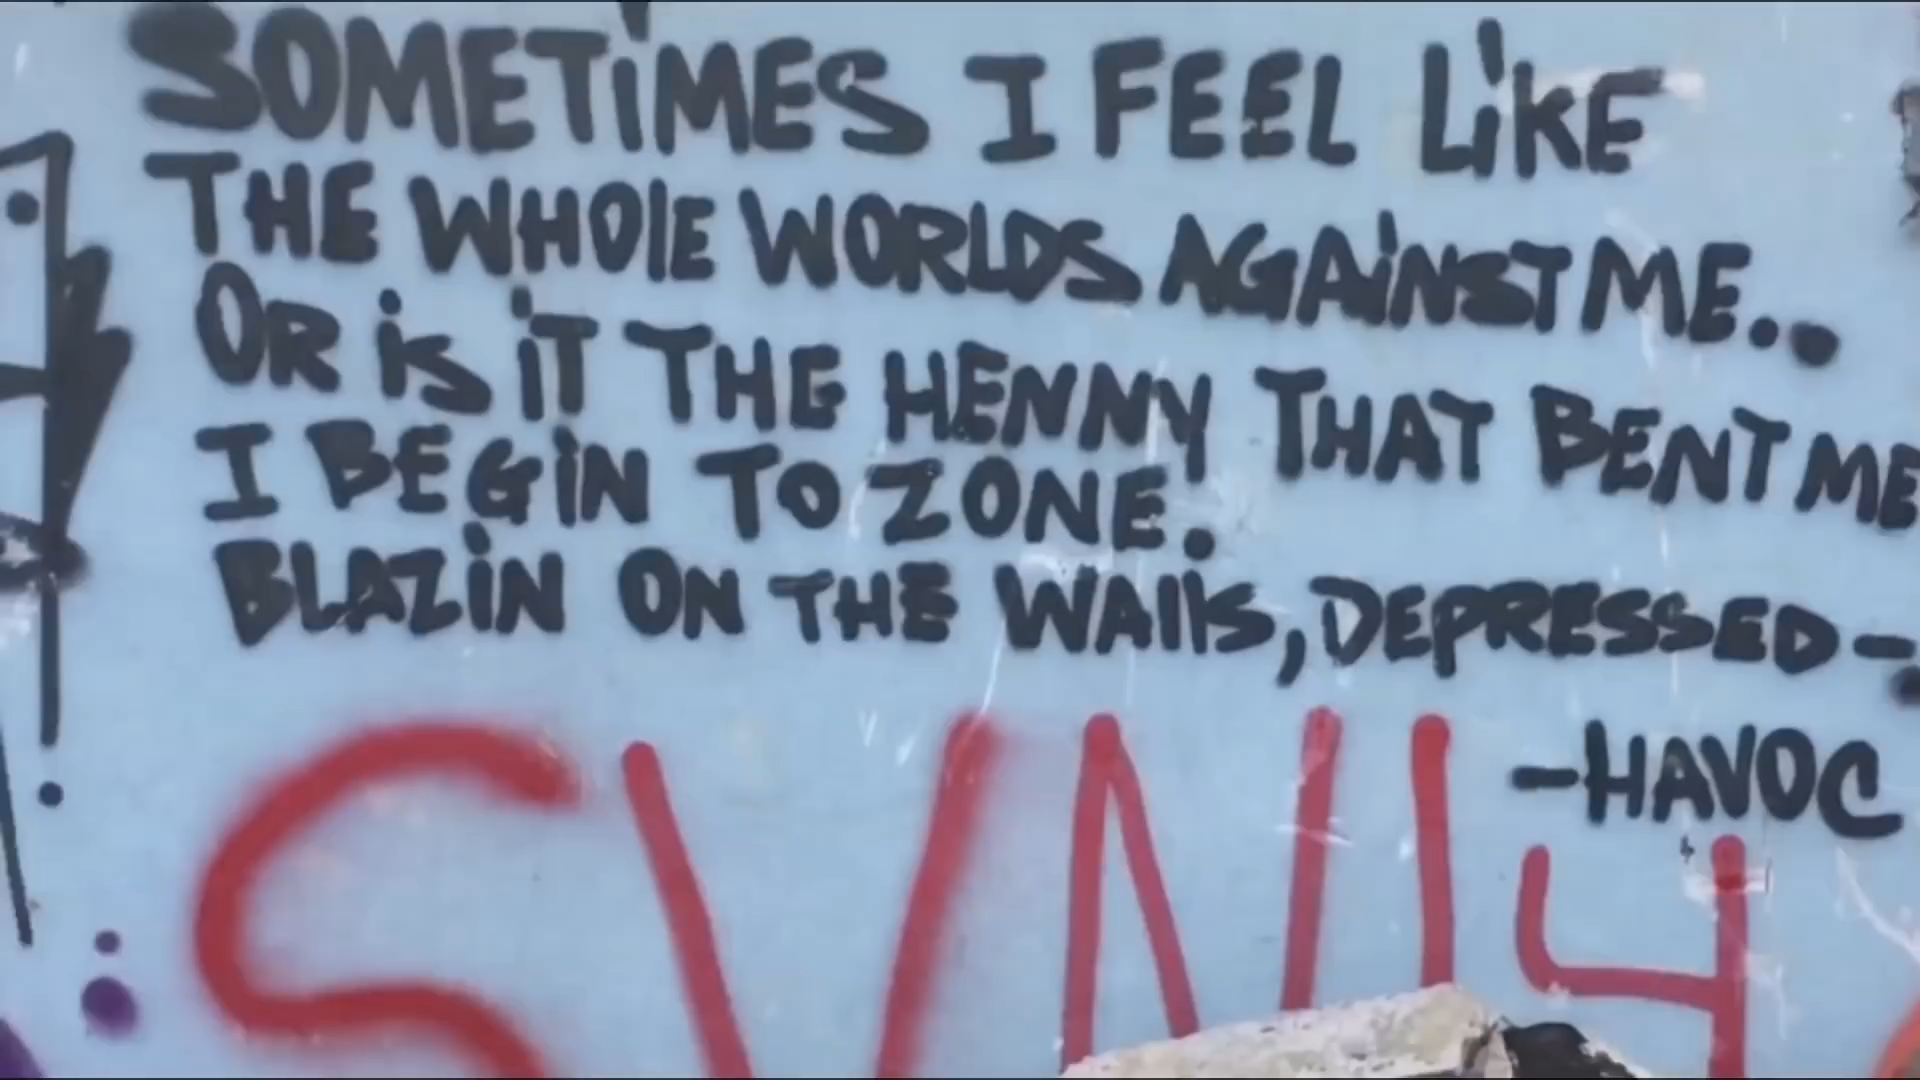 SOMETiMES I FEEL LiKE
THE WHOlE WORLDS AGAiNST ME..
OR iS iT THE HENNY THAT BENT ME
I BEGiN TO ZONE!
BLAZiN ON THE WAllS, DEPRESSED-
-HAVOC